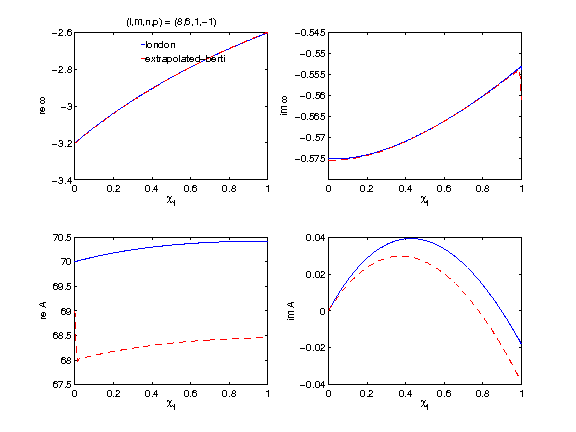 (l,m,n,p) = (8,6,1,-1)
-2.6
-2.8
-3
-3.2
-3.4
re ω
london
extrapolated-berti
0 0.2 0.4 0.6 0.8 1
χf
-0.545
-0.55
-0.555
-0.56
-0.565
-0.57
-0.575
im ω
0 0.2 0.4 0.6 0.8 1
χf
70.5
70
69.5
69
68.5
68
67.5
re A
0 0.2 0.4 0.6 0.8 1
χf
0.04
0.02
0
-0.02
-0.04
im A
0 0.2 0.4 0.6 0.8 1
χf